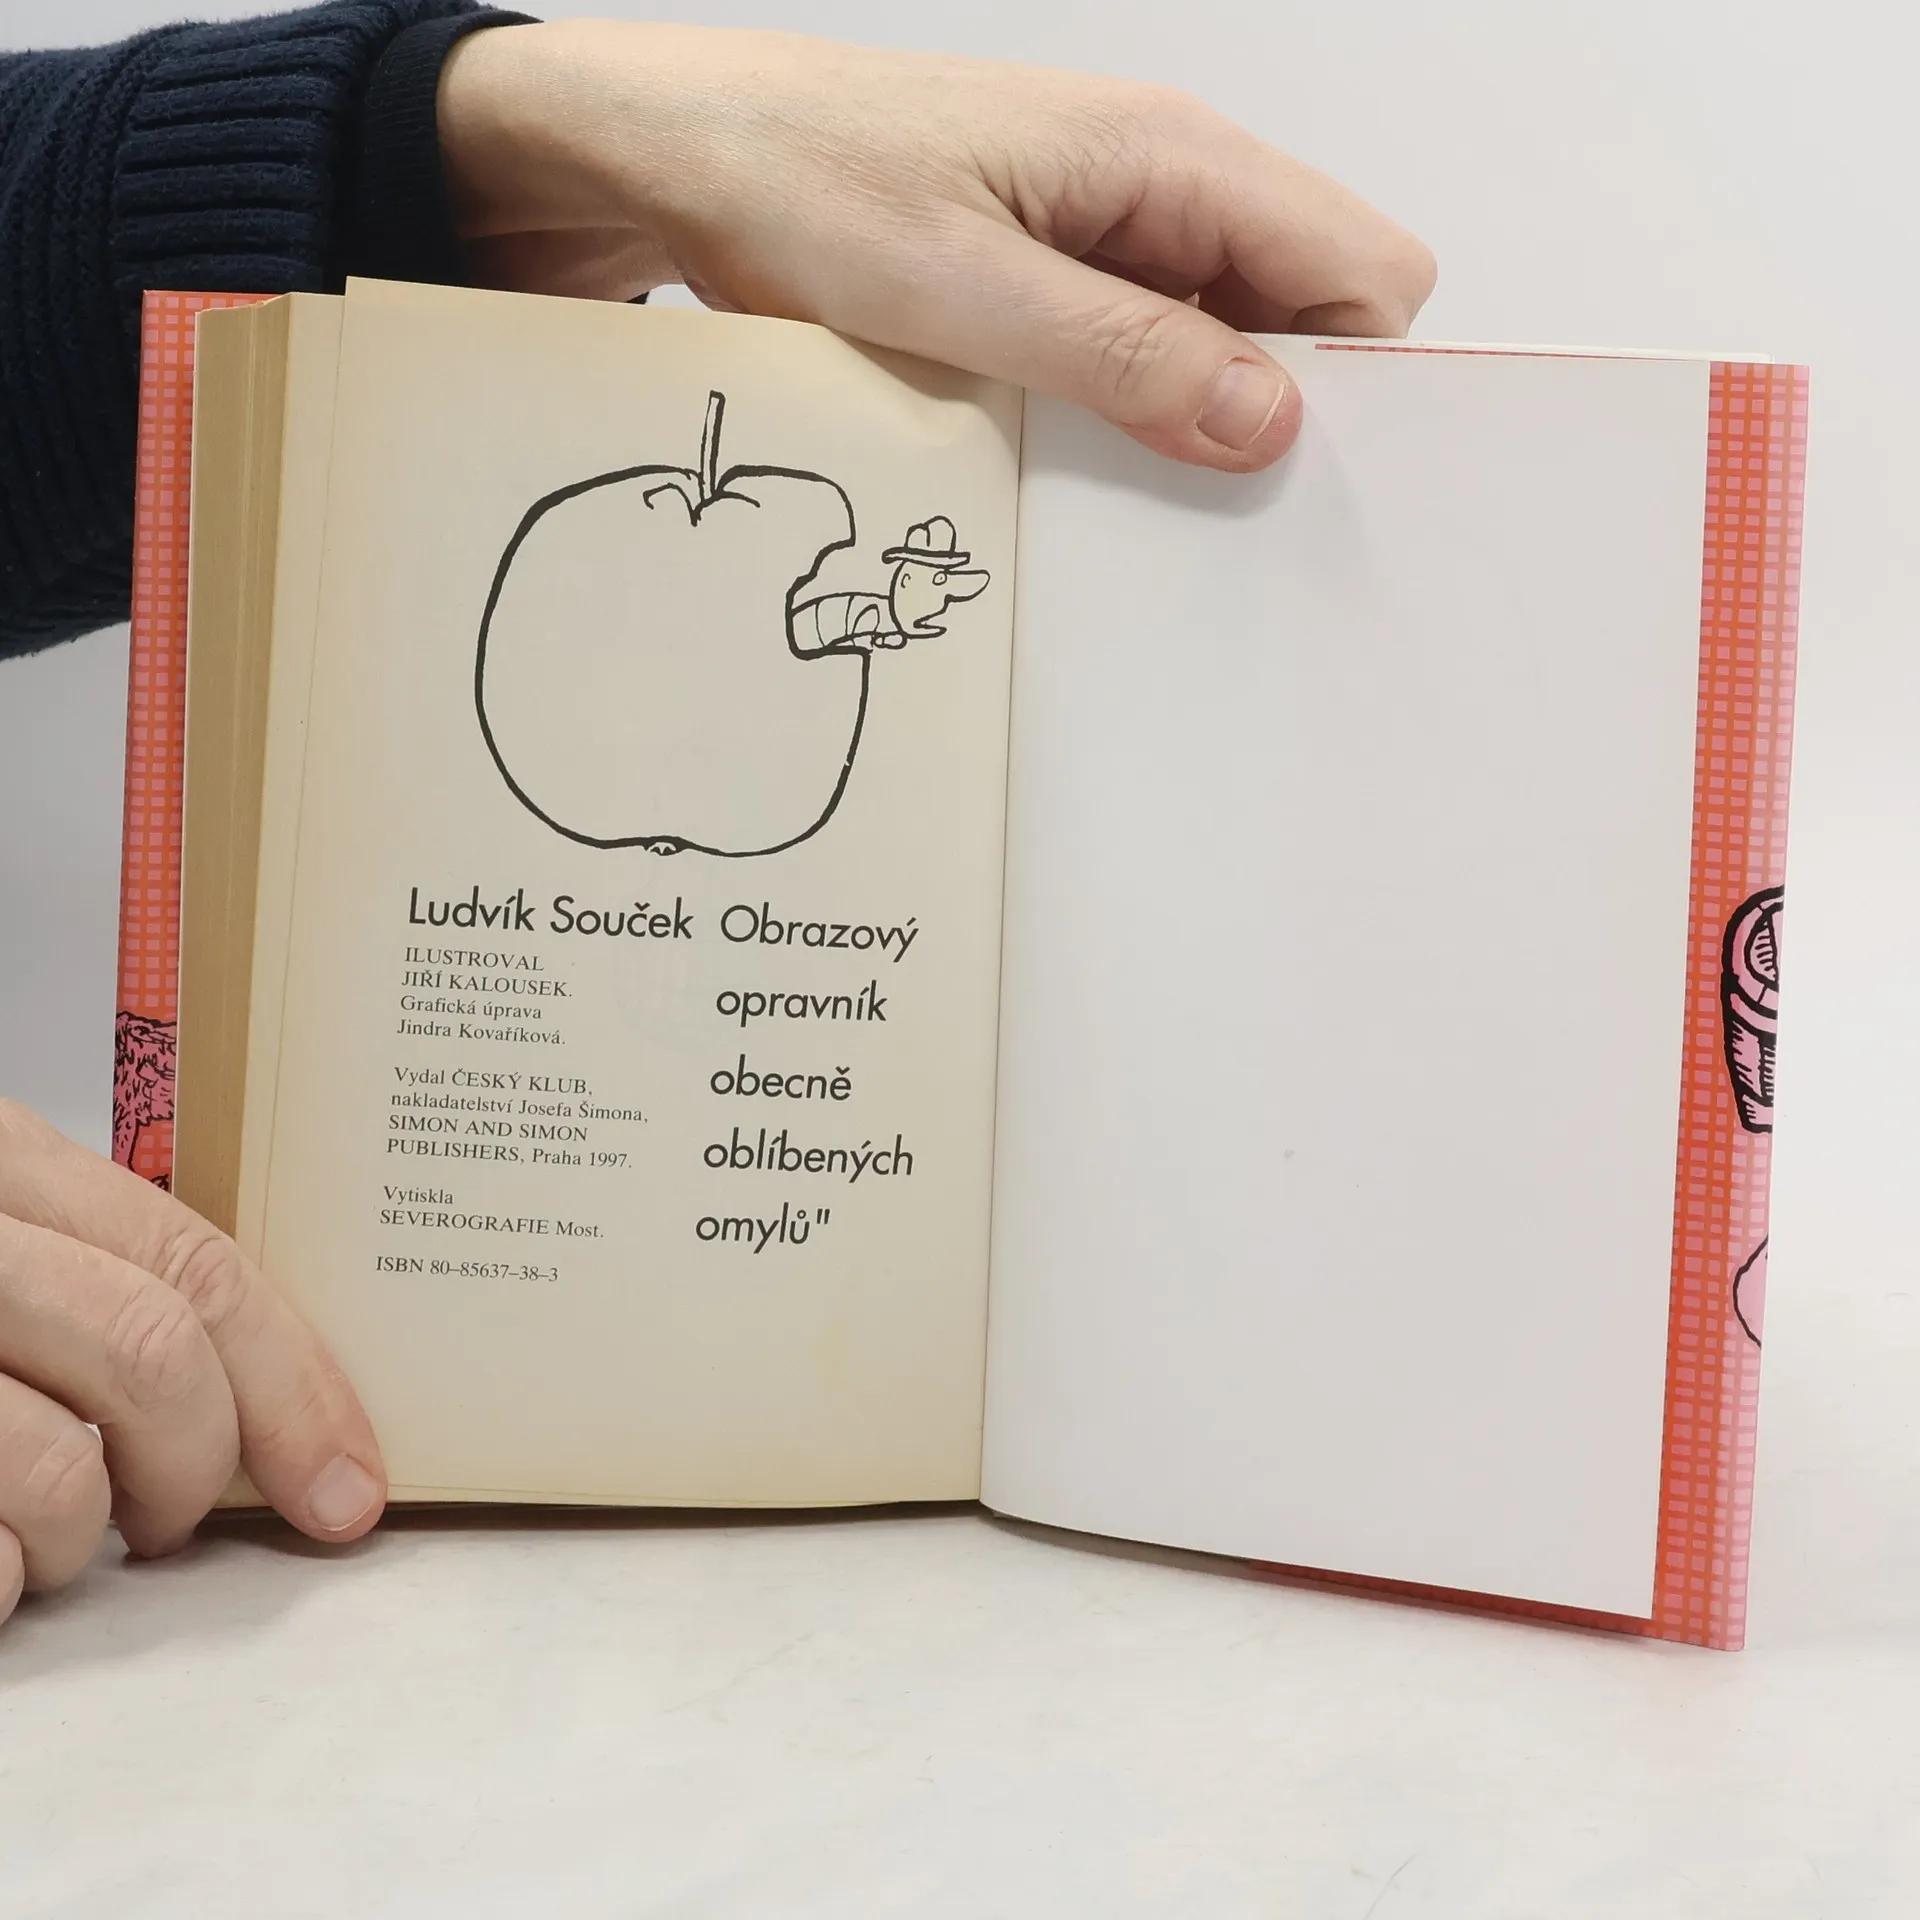 Ludvík Souček
ILUSTROVAL
JIŘÍ KALOUSEK.
Grafická úprava
Jindra Kovaříková.
Vydal ČESKÝ KLUB,
nakladatelství Josefa Šimona,
SIMON AND SIMON
PUBLISHERS, Praha 1997.
Vytiskla
SEVEROGRAFIE Most.
ISBN 80–85637–38–3
Obrazový
opravník
obecně
oblíbených
omylů"